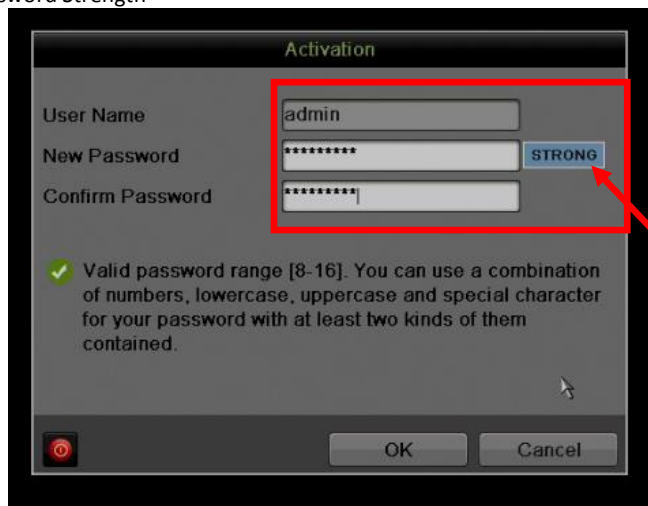 sword Strength
Activation
User Name
admin
New Password
*********
STRONG
Confirm Password
*********
Valid password range [8-16]. You can use a combination
of numbers, lowercase, uppercase and special character
for your password with at least two kinds of them
contained.
OK
Cancel